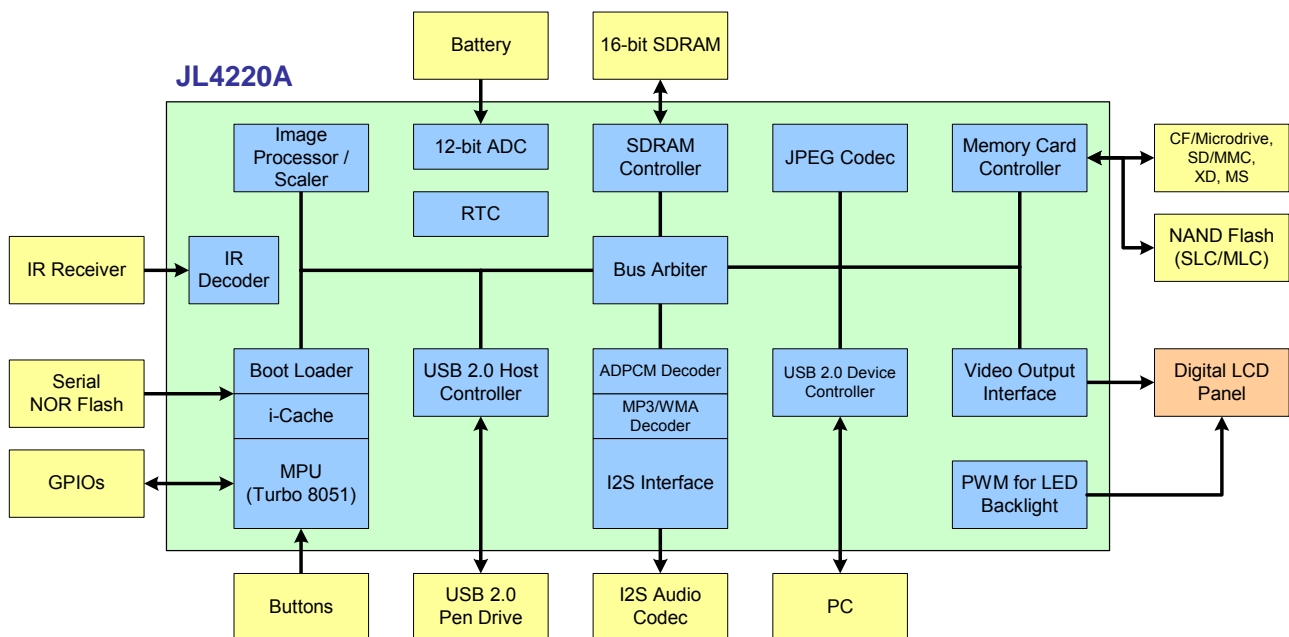 Battery
16-bit SDRAM
JL4220A
Image
Processor /
Scaler
12-bit ADC
RTC
SDRAM
Controller
JPEG Codec
Memory Card
Controller
CF/Microdrive,
SD/MMC,
XD, MS
NAND Flash
(SLC/MLC)
IR Receiver
IR
Decoder
Bus Arbiter
Serial
NOR Flash
Boot Loader
i-Cache
MPU
(Turbo 8051)
GPIOs
USB 2.0 Host
Controller
ADPCM Decoder
MP3/WMA
Decoder
I2S Interface
USB 2.0 Device
Controller
Video Output
Interface
Digital LCD
Panel
PWM for LED
Backlight
Buttons
USB 2.0
Pen Drive
I2S Audio
Codec
PC